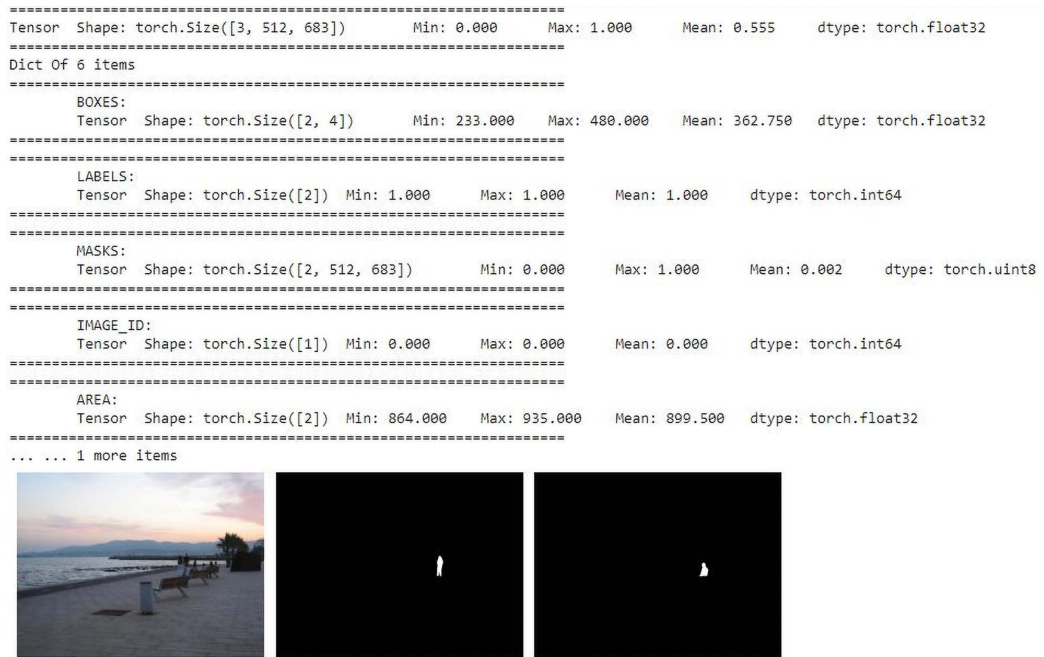 ==================================================================
Tensor Shape: torch.Size([3, 512, 683]) Min: 0.000 Max: 1.000 Mean: 0.555 dtype: torch.float32
==================================================================
Dict Of 6 items
==================================================================
BOXES:
Tensor Shape: torch.Size([2, 4]) Min: 233.000 Max: 480.000 Mean: 362.750 dtype: torch.float32
==================================================================
==================================================================
LABELS:
Tensor Shape: torch.Size([2]) Min: 1.000 Max: 1.000 Mean: 1.000 dtype: torch.int64
==================================================================
==================================================================
MASKS:
Tensor Shape: torch.Size([2, 512, 683]) Min: 0.000 Max: 1.000 Mean: 0.002 dtype: torch.uint8
==================================================================
==================================================================
IMAGE_ID:
Tensor Shape: torch.Size([1]) Min: 0.000 Max: 0.000 Mean: 0.000 dtype: torch.int64
==================================================================
==================================================================
AREA:
Tensor Shape: torch.Size([2]) Min: 864.000 Max: 935.000 Mean: 899.500 dtype: torch.float32
==================================================================
... ... 1 more items